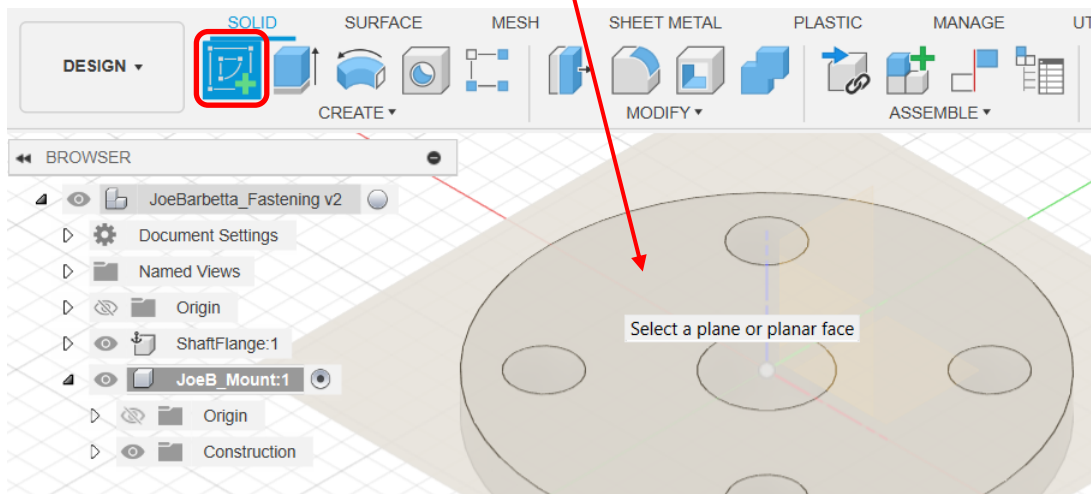 SOLID SURFACE MESH SHEET METAL PLASTIC MANAGE UT
DESIGN
CREATE MODIFY ASSEMBLE
BROWSER
JoeBarbetta_Fastening v2
Document Settings
Named Views
Origin
ShaftFlange:1
Select a plane or planar face
JoeB_Mount:1
Origin
Construction